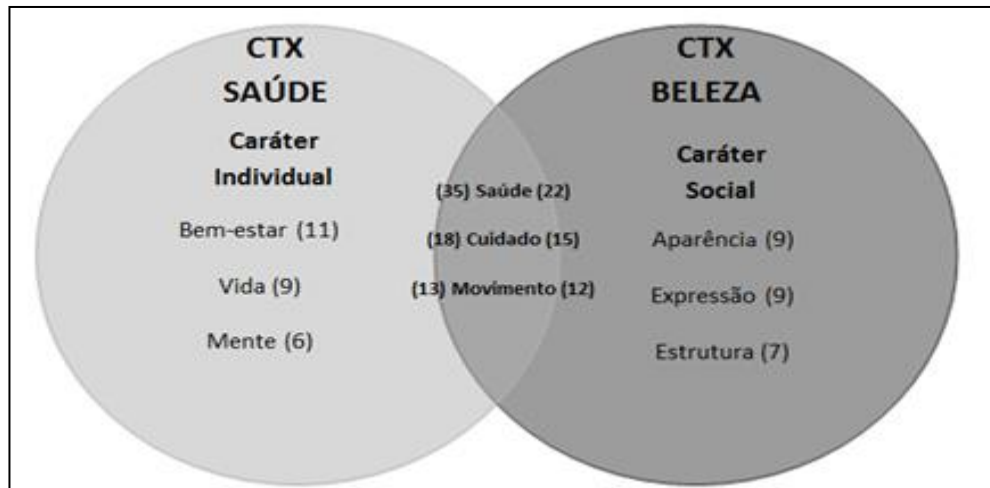 CTX
SAÚDE
Caráter
Individual
Bem-estar (11)
Vida (9)
Mente (6)
(35) Saúde (22)
(18) Cuidado (15)
(13) Movimento (12)
CTX
BELEZA
Caráter
Social
Aparência (9)
Expressão (9)
Estrutura (7)